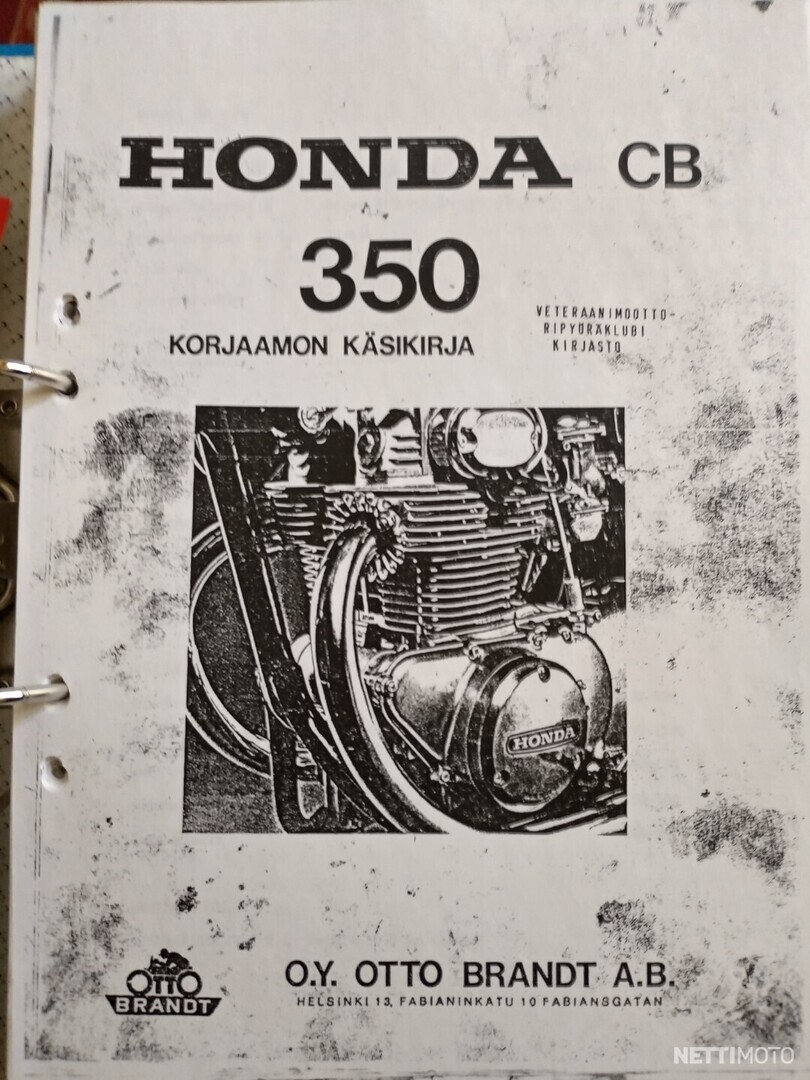 HONDA CB
350
KORJAAMON KÄSIKIRJA
VETERAANIMOOTTO-
RIPYÖRÄKLUBI
KIRJASTO
HONDA
OTTO
BRANDT
O.Y. OTTO BRANDT A.B.
HELSINKI 13, FABIANINKATU 10 FABIANSGATAN
NETTIMOTO